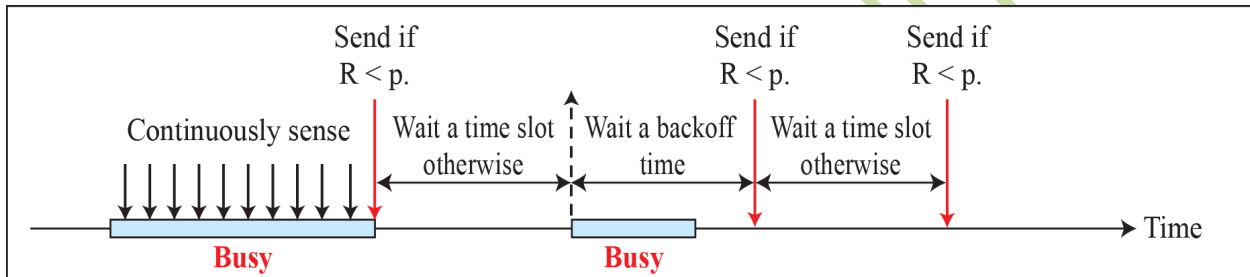 Send if
R < p.
Send if
R < p.
Send if
R < p.
Continuously sense
Wait a time slot
otherwise
Wait a backoff
time
Wait a time slot
otherwise
Time
Busy
Busy